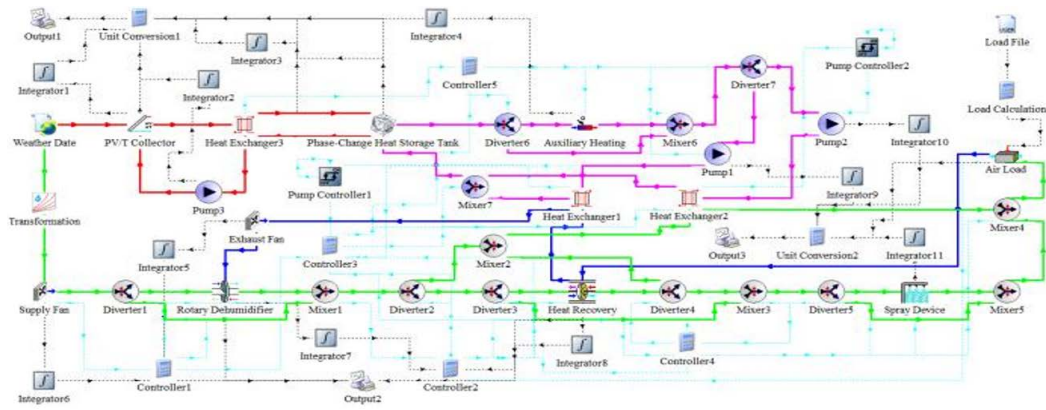 Output1
Unit Conversion1
Integrator4
Load File
Integrator3
Controller5
Pump Controller2
Diverter7
Integrator1
Integrator2
Load Calculation
Weather Date
PV/T Collector
Heat Exchanger3
Phase-Change Heat Storage Tank
Diverter6
Auxiliary Heating
Mixer6
Pump2
Integrator10
Pump1
Air Load
Pump Controller1
Mixer7
Integrator9
Transformation
Pump3
Heat Exchanger1
Heat Exchanger2
Mixer4
Exhaust Fan
Output3
Unit Conversion2
Integrator11
Integrator5
Controller3
Mixer2
Supply Fan
Diverter1
Rotary Dehumidifier
Mixer1
Diverter2
Diverter3
Heat Recovery
Diverter4
Mixer3
Diverter5
Spray Device
Mixer5
Integrator7
Integrator8
Controller4
Integrator6
Controller1
Output2
Controller2